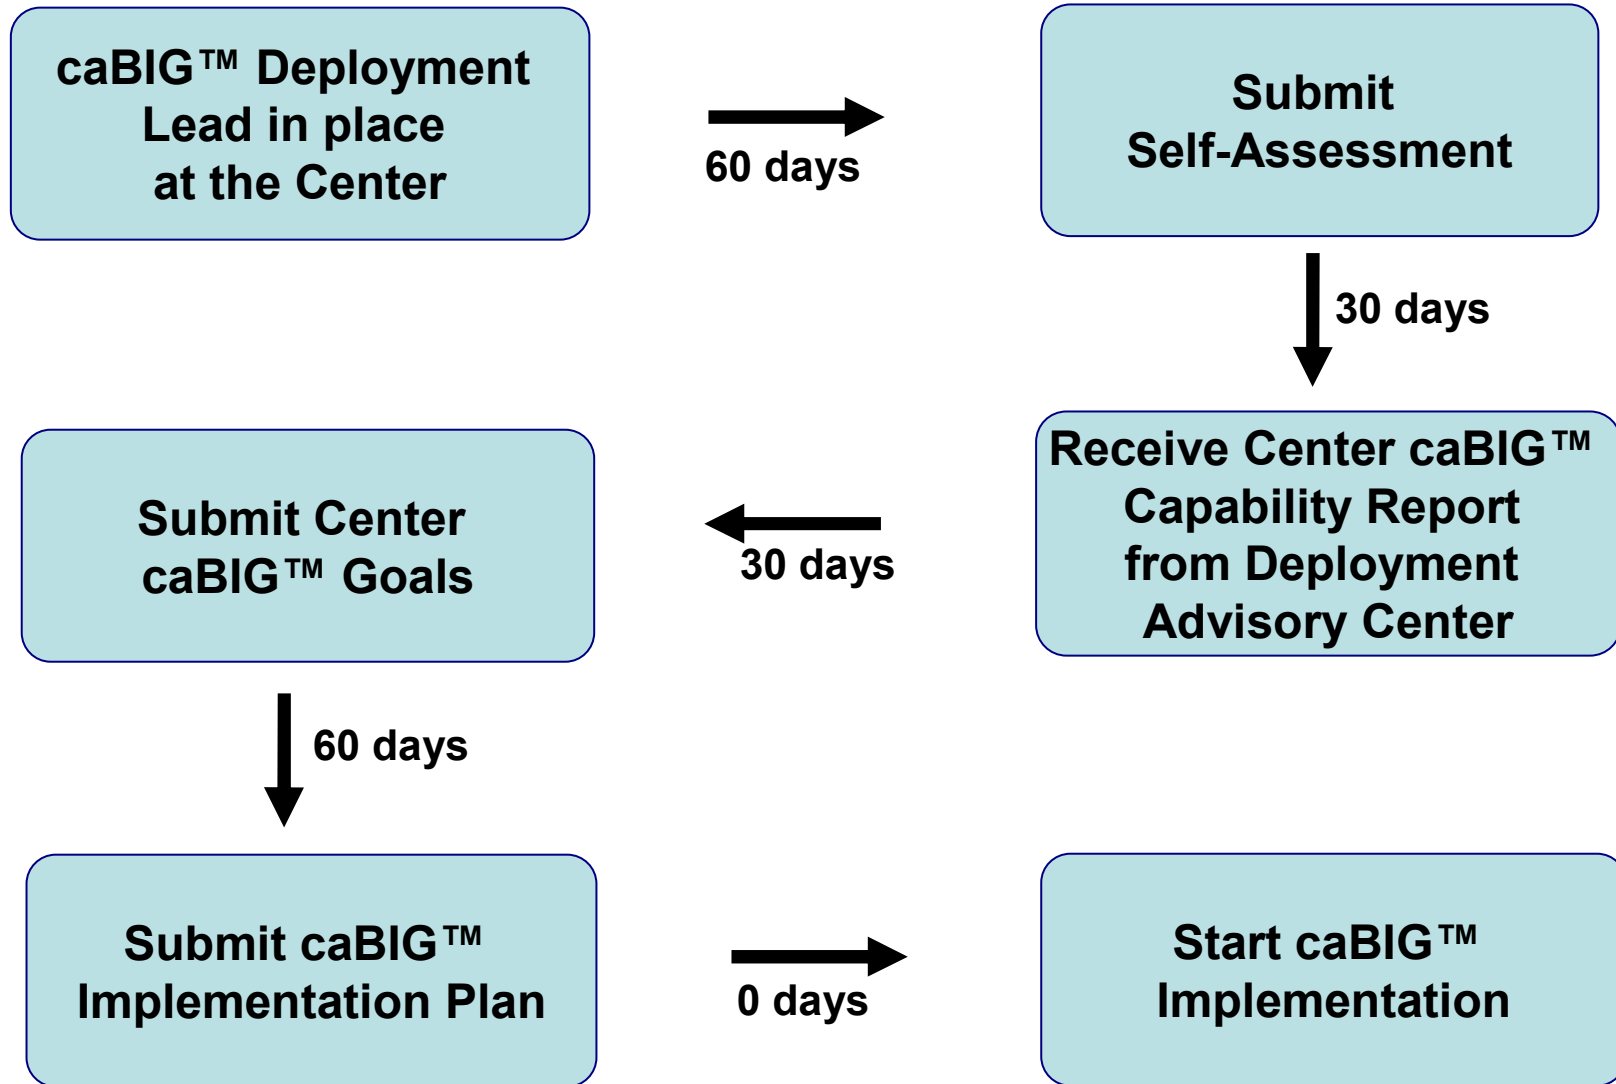 caBIG™ Deployment
Lead in place
at the Center
60 days
Submit
Self-Assessment
30 days
Receive Center caBIG™
Capability Report
from Deployment
Advisory Center
30 days
Submit Center
caBIG™ Goals
60 days
Submit caBIG™
Implementation Plan
0 days
Start caBIG™
Implementation